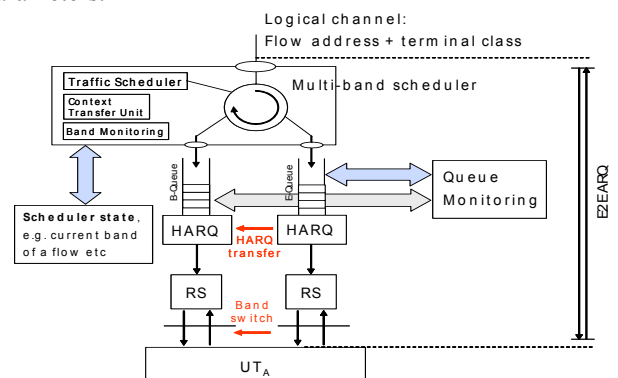 Logical channel:
Flow address + terminal class
Traffic Scheduler
Multi-band scheduler
Context
Transfer Unit
Band Monitoring
B-Queue
E-Queue
Queue
Monitoring
E2EARQ
Scheduler state,
e.g. current band
of a flow etc
HARQ
HARQ
HARQ
transfer
RS
RS
Band
switch
UTA